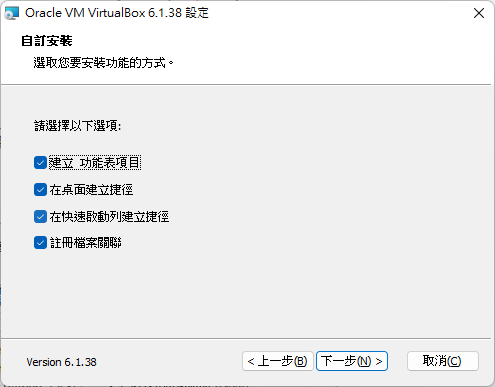 Oracle VM VirtualBox 6.1.38 設定
自訂安裝
選取您要安裝功能的方式。
請選擇以下選項:
建立 功能表項目
在桌面建立捷徑
在快速啟動列建立捷徑
註冊檔案關聯
Version 6.1.38
< 上一步(B)
下一步(N) >
取消(C)